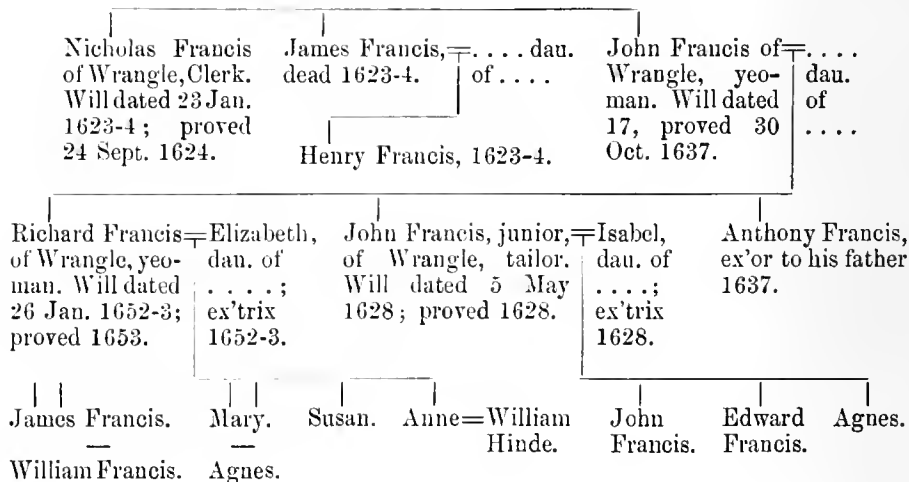 Nicholas Francis
of Wrangle, Clerk.
Will dated 23 Jan.
1623-4; proved
24 Sept. 1624.
James Francis,=. . . . dau.
dead 1623-4. of . . . .
Henry Francis, 1623-4.
John Francis of=. . . .
Wrangle, yeo- dau.
man. Will dated of
17, proved 30 . . . .
Oct. 1637.
Richard Francis=Elizabeth,
of Wrangle, yeo- dau. of
man. Will dated . . . . ;
26 Jan. 1652-3; ex'trix
proved 1653. 1652-3.
John Francis, junior,=Isabel,
of Wrangle, tailor. dau. of
Will dated 5 May . . . . ;
1628; proved 1628. ex'trix
1628.
Anthony Francis,
ex'or to his father
1637.
James Francis.
William Francis.
Mary.
Agnes.
Susan.
Anne=William
Hinde.
John
Francis.
Edward
Francis.
Agnes.